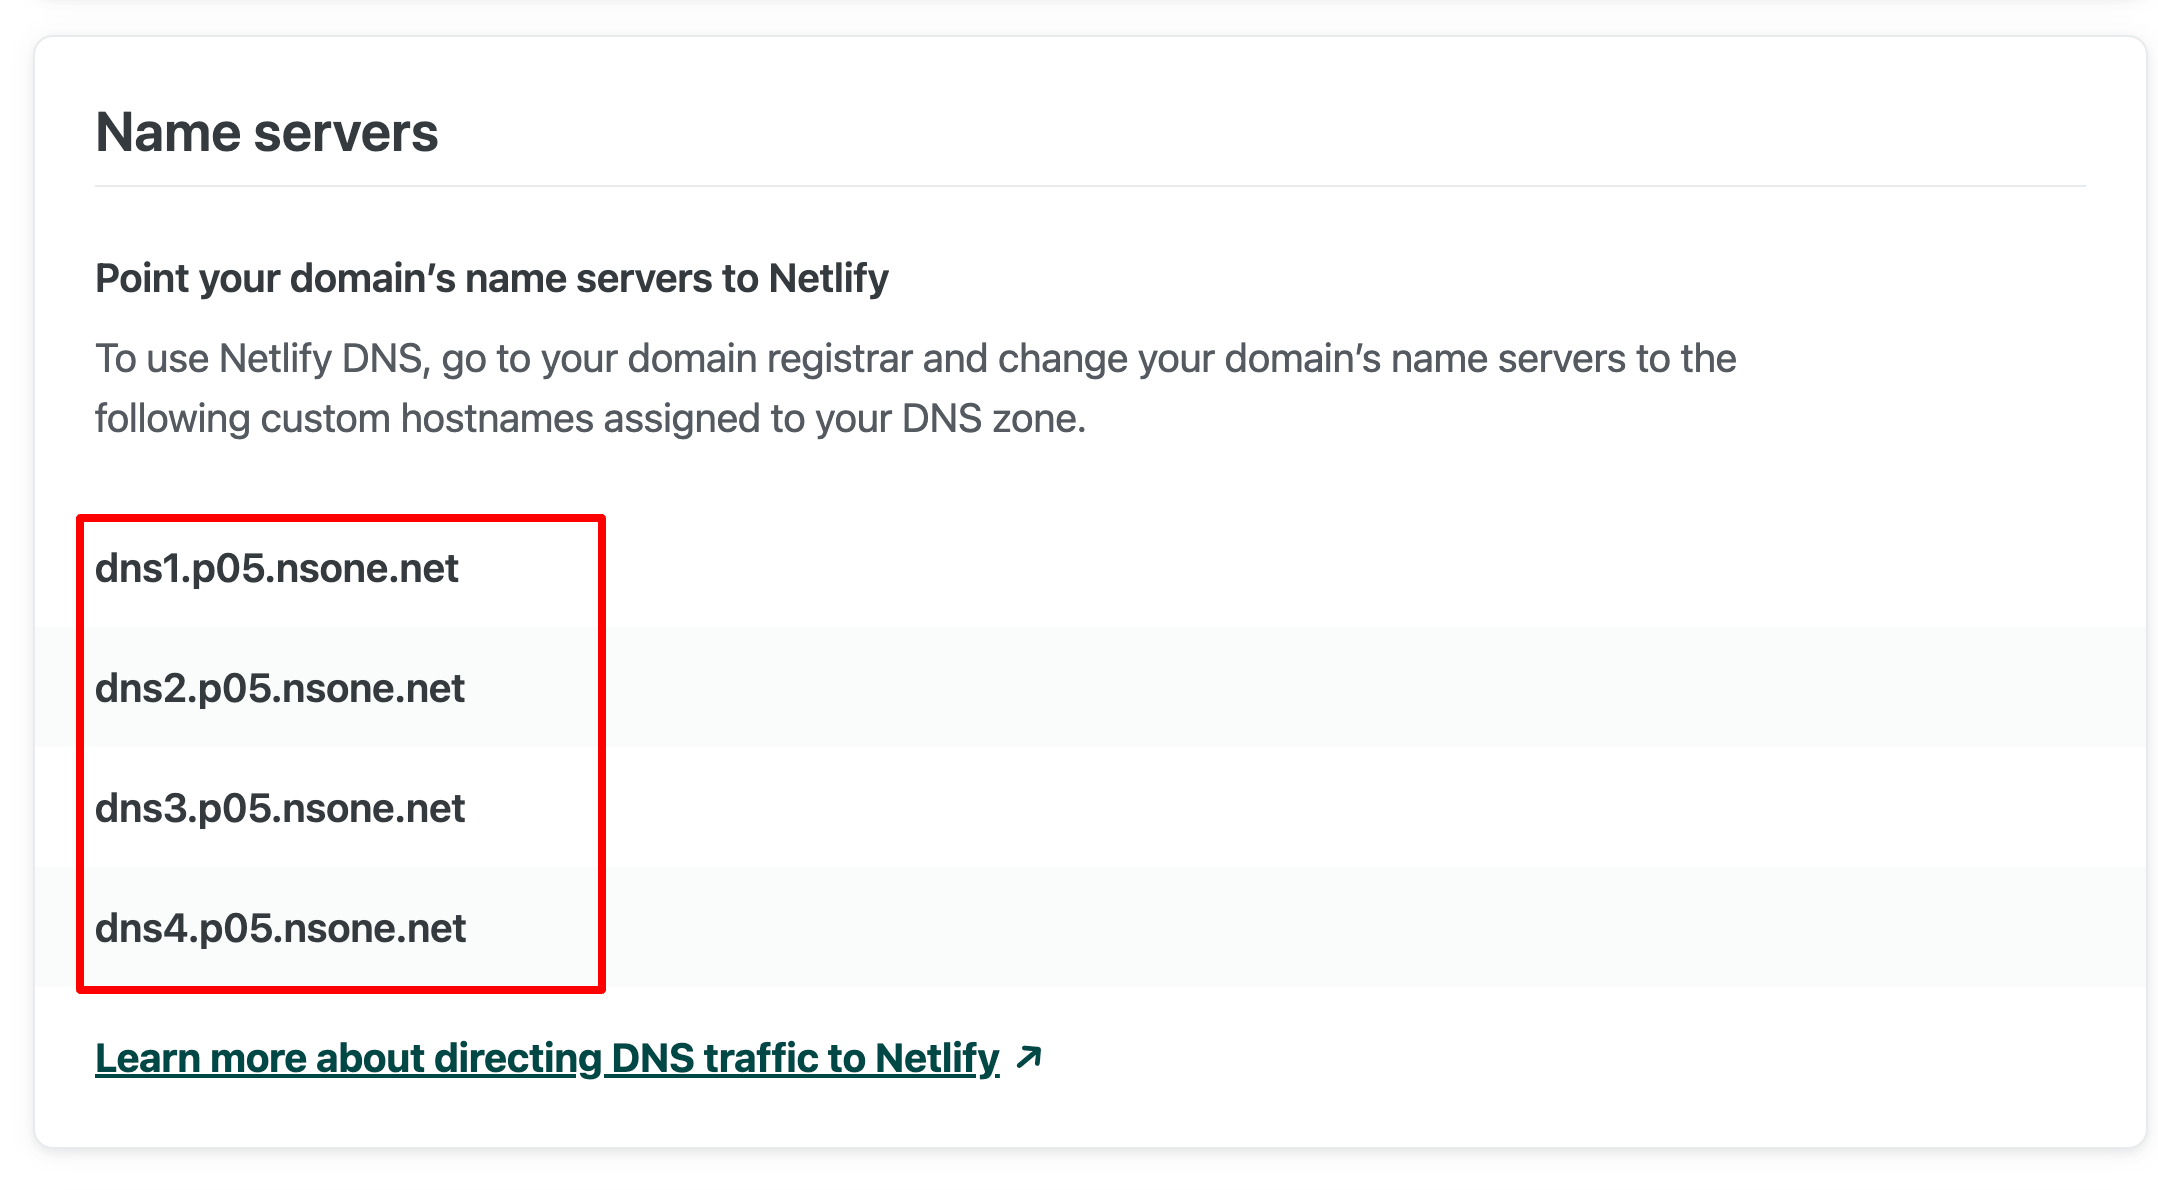 Name servers
Point your domain’s name servers to Netlify
To use Netlify DNS, go to your domain registrar and change your domain’s name servers to the
following custom hostnames assigned to your DNS zone.
dns1.p05.nsone.net
dns2.p05.nsone.net
dns3.p05.nsone.net
dns4.p05.nsone.net
Learn more about directing DNS traffic to Netlify ↗